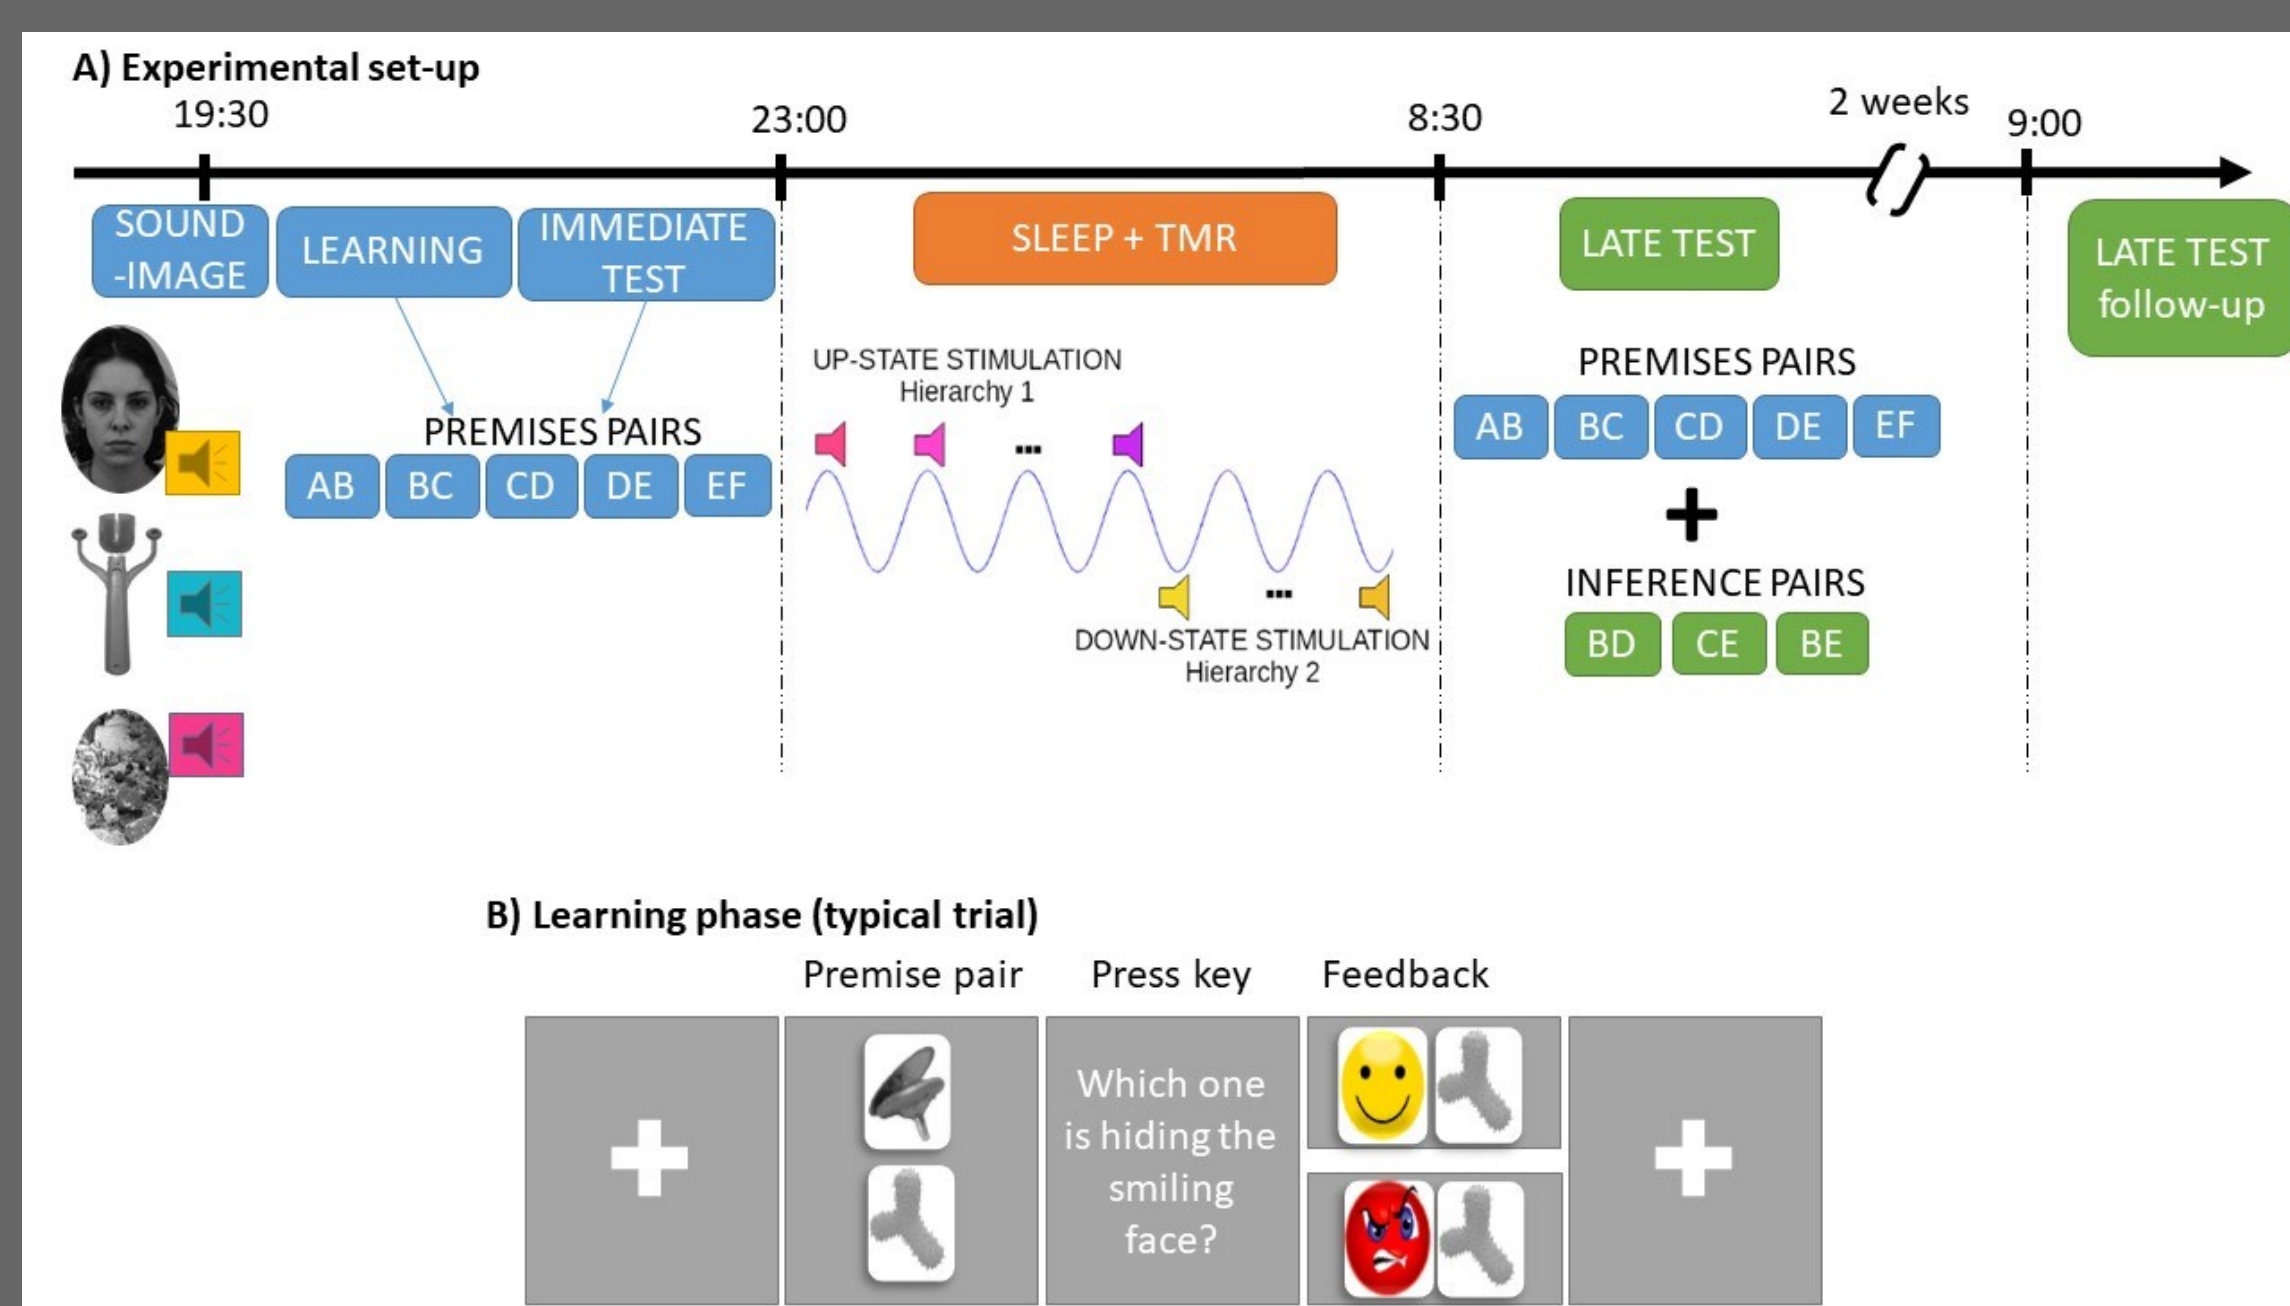 A) Experimental set-up
19:30
23:00
8:30
2 weeks
9:00
SOUND
-IMAGE
LEARNING
IMMEDIATE
TEST
SLEEP + TMR
LATE TEST
LATE TEST
follow-up
PREMISES PAIRS
AB BC CD DE EF
UP-STATE STIMULATION
Hierarchy 1
...
...
DOWN-STATE STIMULATION
Hierarchy 2
PREMISES PAIRS
AB BC CD DE EF
+
INFERENCE PAIRS
BD CE BE
B) Learning phase (typical trial)
Premise pair
Press key
Feedback
Which one
is hiding the
smiling
face?